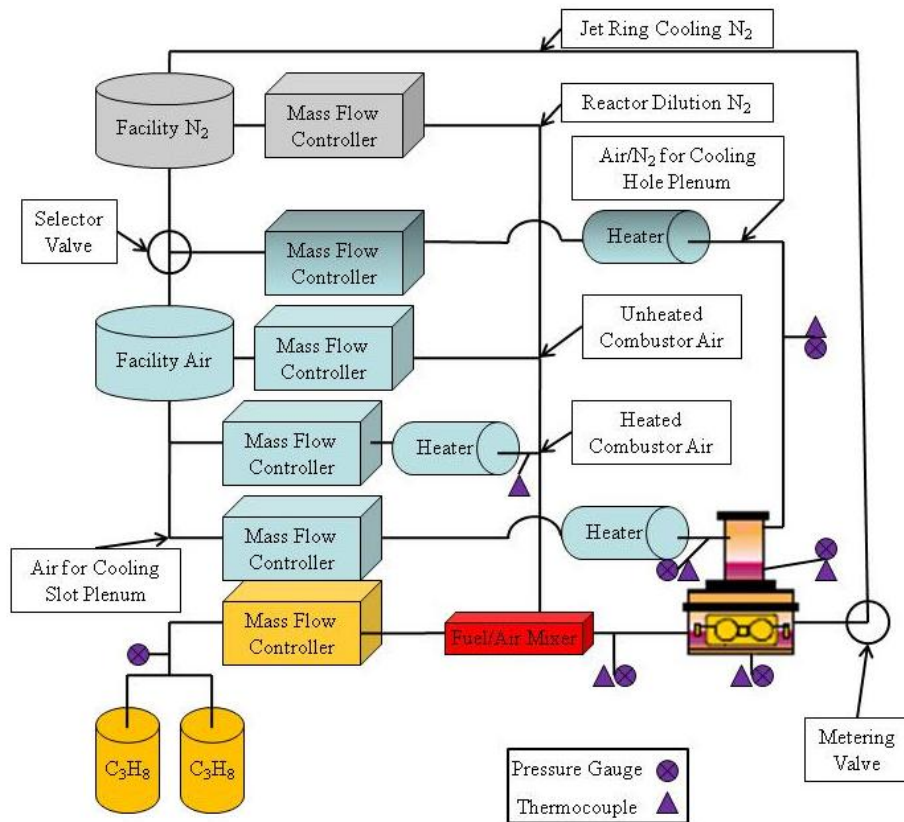 Jet Ring Cooling N₂
Facility N₂
Mass Flow
Controller
Reactor Dilution N₂
Air/N₂ for Cooling
Hole Plenum
Selector
Valve
Mass Flow
Controller
Heater
Facility Air
Mass Flow
Controller
Unheated
Combustor Air
Mass Flow
Controller
Heater
Heated
Combustor Air
Air for Cooling
Slot Plenum
Mass Flow
Controller
Heater
Mass Flow
Controller
Fuel/Air Mixer
C₃H₈
C₃H₈
Metering
Valve
Pressure Gauge
Thermocouple